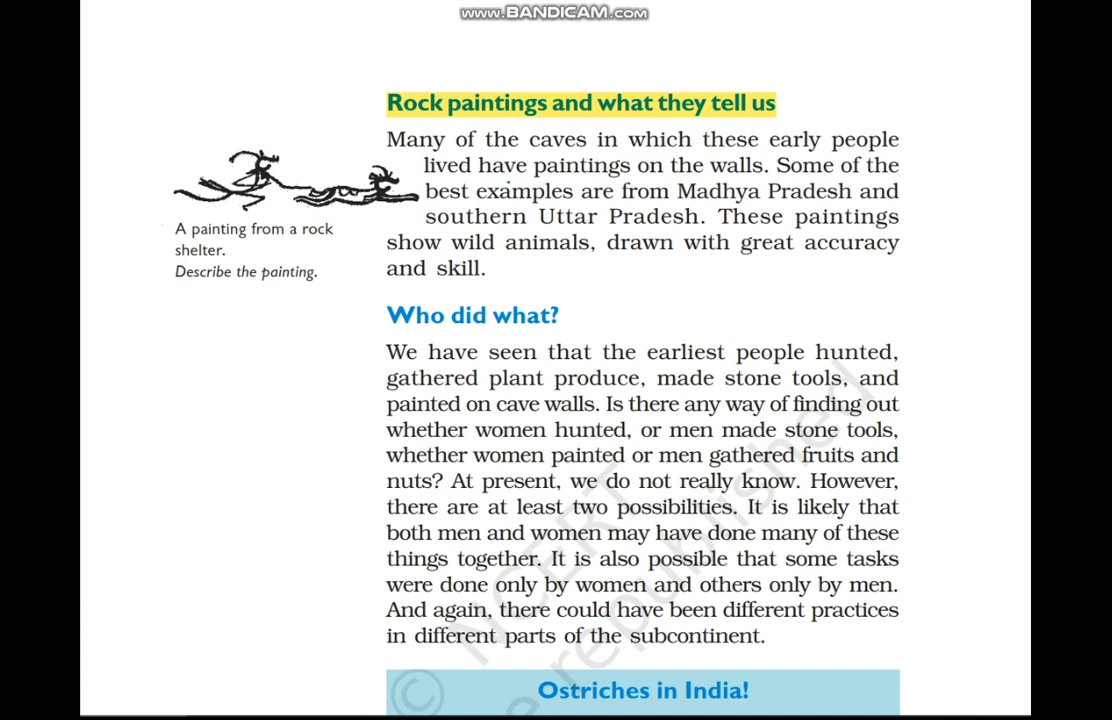 www.BANDICAM.com
Rock paintings and what they tell us
Many of the caves in which these early people
lived have paintings on the walls. Some of the
best examples are from Madhya Pradesh and
southern Uttar Pradesh. These paintings
show wild animals, drawn with great accuracy
and skill.
A painting from a rock
shelter.
Describe the painting.
Who did what?
We have seen that the earliest people hunted,
gathered plant produce, made stone tools, and
painted on cave walls. Is there any way of finding out
whether women hunted, or men made stone tools,
whether women painted or men gathered fruits and
nuts? At present, we do not really know. However,
there are at least two possibilities. It is likely that
both men and women may have done many of these
things together. It is also possible that some tasks
were done only by women and others only by men.
And again, there could have been different practices
in different parts of the subcontinent.
© NCERT
be republished
Ostriches in India!